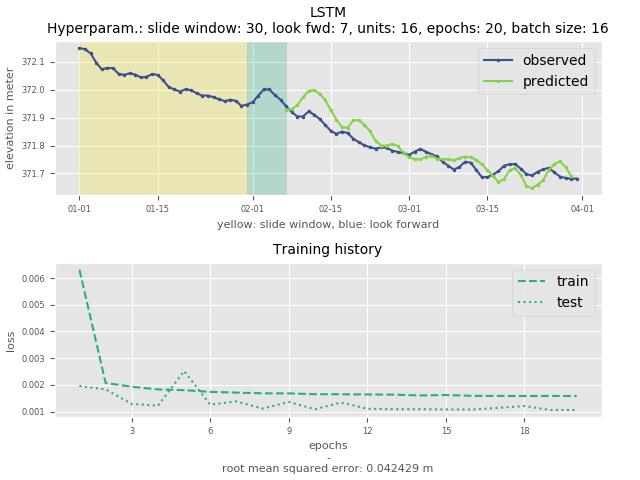 LSTM
Hyperparam.: slide window: 30, look fwd: 7, units: 16, epochs: 20, batch size: 16
372.1
372.0
371.9
371.8
371.7
elevation in meter
observed
predicted
01-01 01-15 02-01 02-15 03-01 03-15 04-01
yellow: slide window, blue: look forward
Training history
0.006
0.005
0.004
0.003
0.002
0.001
loss
train
test
3 6 9 12 15 18
epochs
-
root mean squared error: 0.042429 m